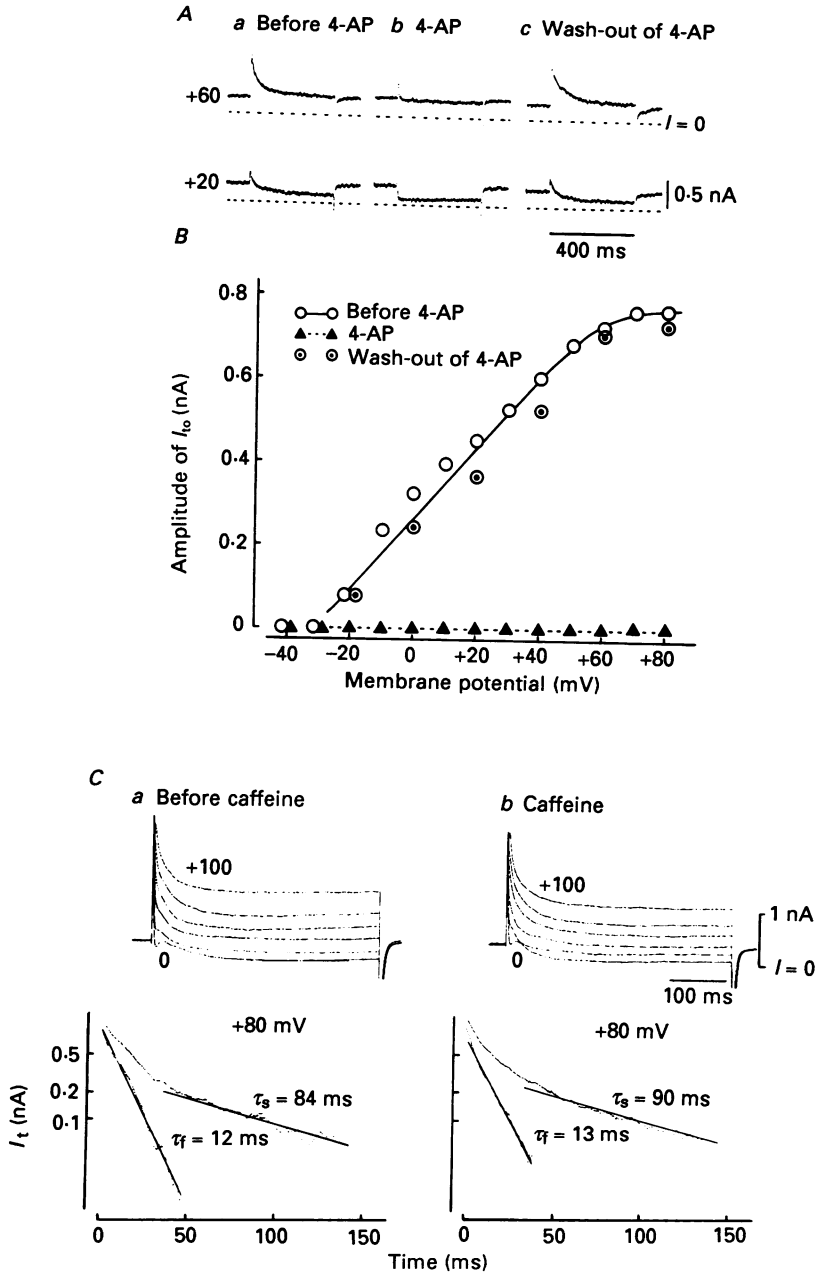 A
a Before 4-AP b 4-AP c Wash-out of 4-AP
+60
I = 0
+20
0·5 nA
400 ms
B
0·8
0·6
0·4
0·2
0
Amplitude of Ito (nA)
Before 4-AP
4-AP
Wash-out of 4-AP
−40 −20 0 +20 +40 +60 +80
Membrane potential (mV)
C
a Before caffeine b Caffeine
+100 +100
1 nA
0 0
I = 0
100 ms
+80 mV +80 mV
0·5
0·2
0·1
It (nA)
τs = 84 ms τs = 90 ms
τf = 12 ms τf = 13 ms
0 50 100 150 0 50 100 150
Time (ms)